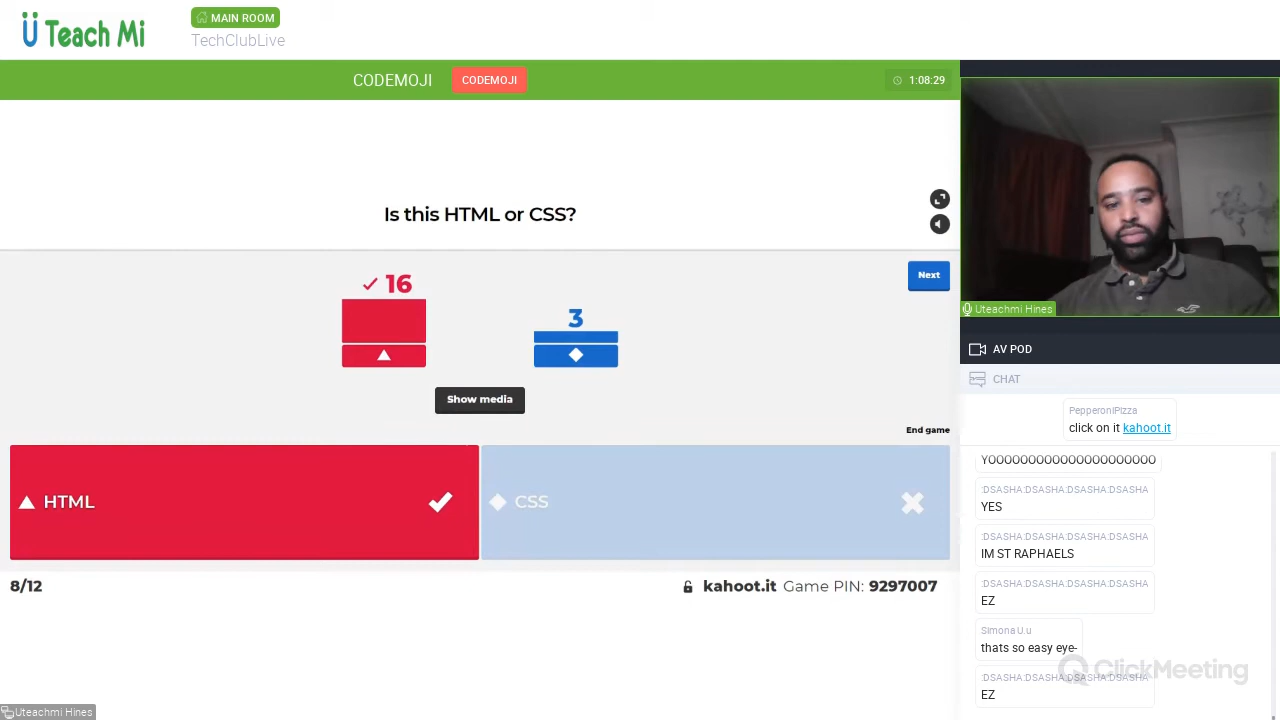 Ü Teach Mi
MAIN ROOM
TechClubLive
CODEMOJI
CODEMOJI
1:08:29
Is this HTML or CSS?
16
3
Next
Show media
End game
HTML
CSS
8/12
kahoot.it Game PIN: 9297007
Uteachmi Hines
Uteachmi Hines
AV POD
CHAT
PepperoniPizza
click on it kahoot.it
YOOOOOOOOOOOOOOOOOOOO
:DSASHA:DSASHA:DSASHA:DSASHA
YES
:DSASHA:DSASHA:DSASHA:DSASHA
IM ST RAPHAELS
:DSASHA:DSASHA:DSASHA:DSASHA
EZ
Simona U.u
thats so easy eye-
:DSASHA:DSASHA:DSASHA:DSASHA
EZ
ClickMeeting